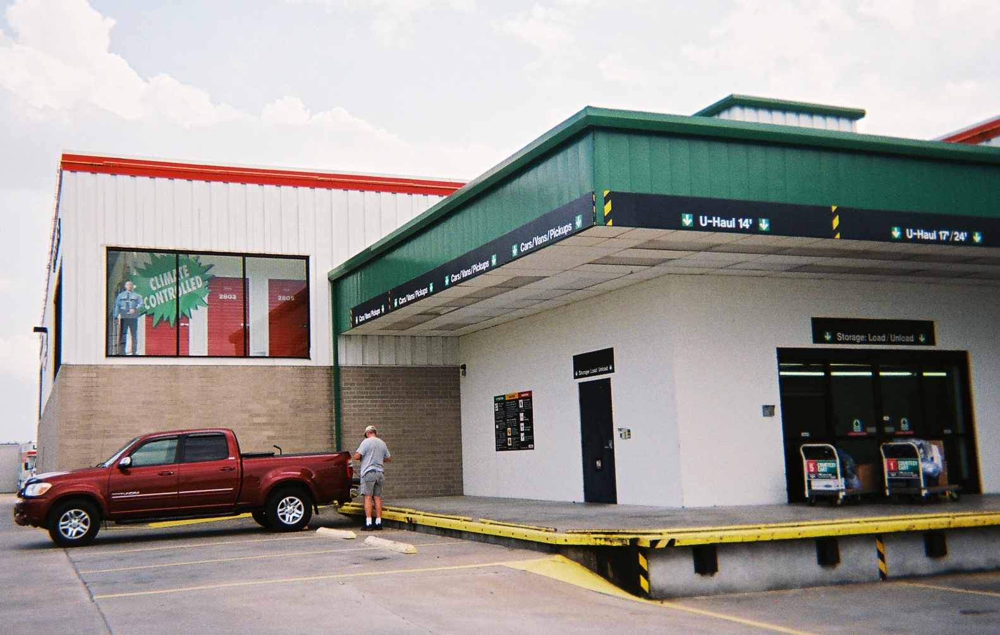 CLIMATE
CONTROLLED
2803
2805
Cars/Vans/Pickups
Cars/Vans/Pickups
Cars/Vans/Pickups
Cars/Vans/Pickups
U-Haul 14'
U-Haul 17'/24'
Storage: Load/Unload
Storage: Load/Unload
5 COURTESY
CART
1 COURTESY
CART
TUNDRA